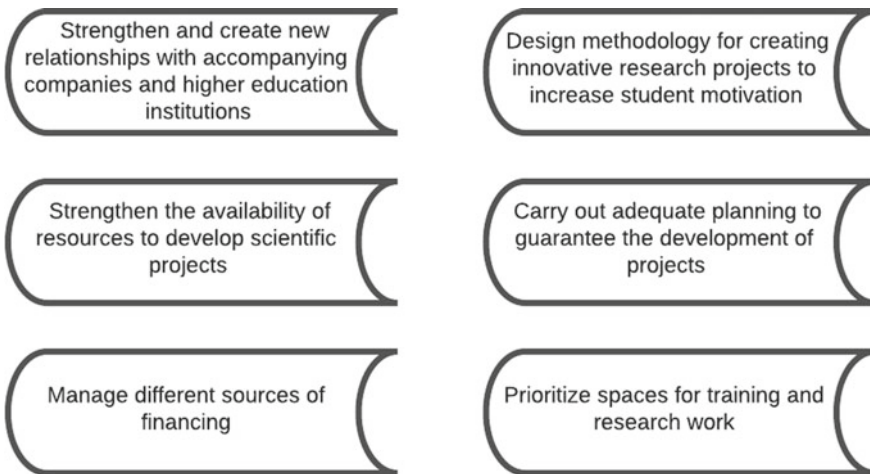 Strengthen and create new
relationships with accompanying
companies and higher education
institutions
Design methodology for creating
innovative research projects to
increase student motivation
Strengthen the availability of
resources to develop scientific
projects
Carry out adequate planning to
guarantee the development of
projects
Manage different sources of
financing
Prioritize spaces for training and
research work